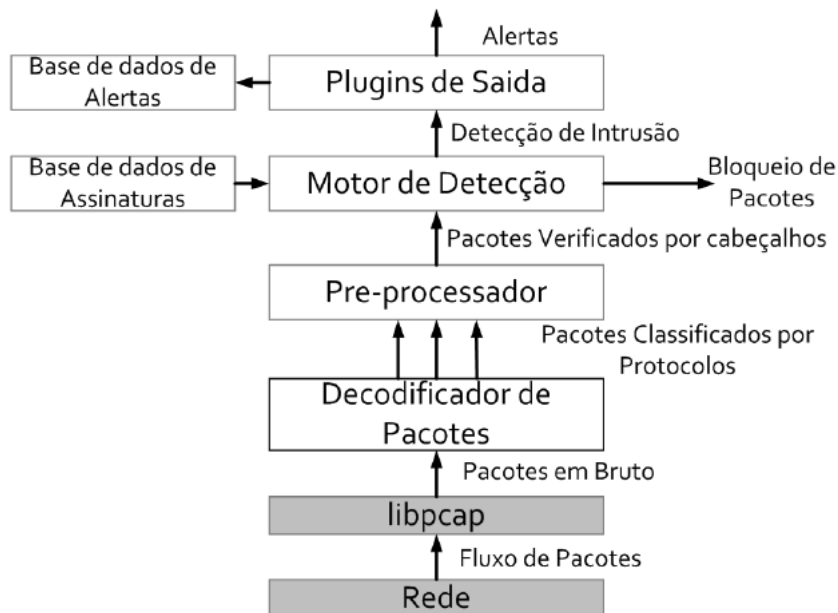 Alertas
Base de dados de
Alertas
Plugins de Saida
Detecção de Intrusão
Base de dados de
Assinaturas
Motor de Detecção
Bloqueio de
Pacotes
Pacotes Verificados por cabeçalhos
Pre-processador
Pacotes Classificados por
Protocolos
Decodificador de
Pacotes
Pacotes em Bruto
libpcap
Fluxo de Pacotes
Rede